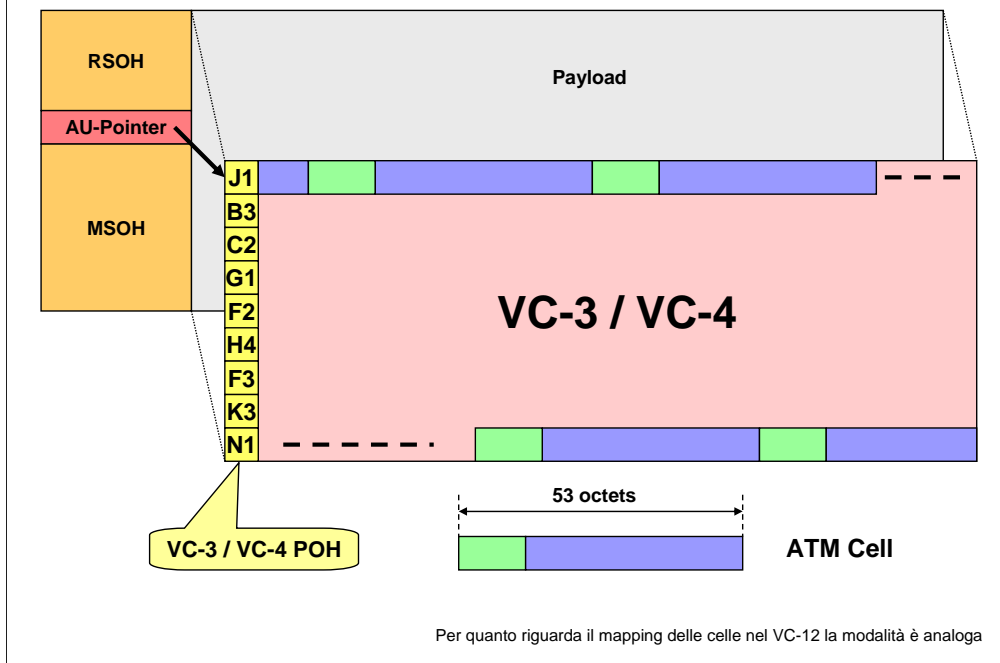 RSOH
Payload
AU-Pointer
MSOH
J1
B3
C2
G1
F2
H4
F3
K3
N1
VC-3 / VC-4
53 octets
VC-3 / VC-4 POH
ATM Cell
Per quanto riguarda il mapping delle celle nel VC-12 la modalità è analoga